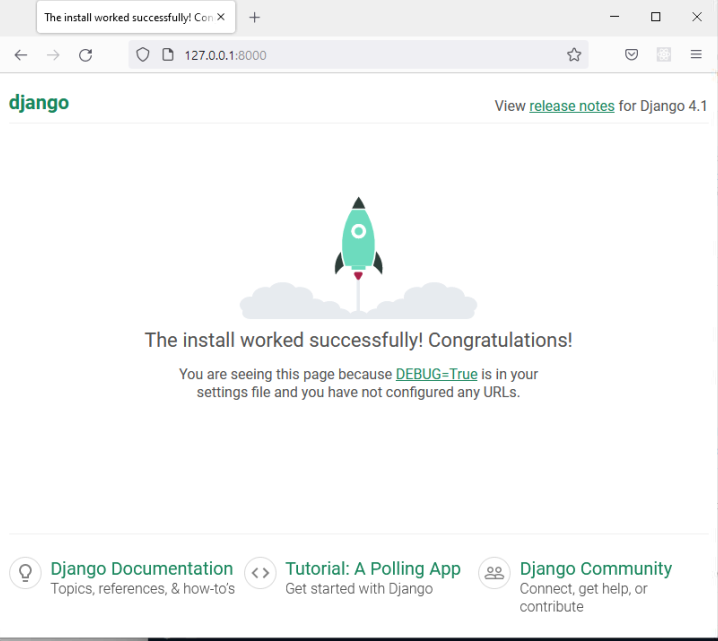 The install worked successfully! Con
127.0.0.1:8000
django
View release notes for Django 4.1
The install worked successfully! Congratulations!
You are seeing this page because DEBUG=True is in your
settings file and you have not configured any URLs.
Django Documentation
Topics, references, & how-to's
Tutorial: A Polling App
Get started with Django
Django Community
Connect, get help, or
contribute